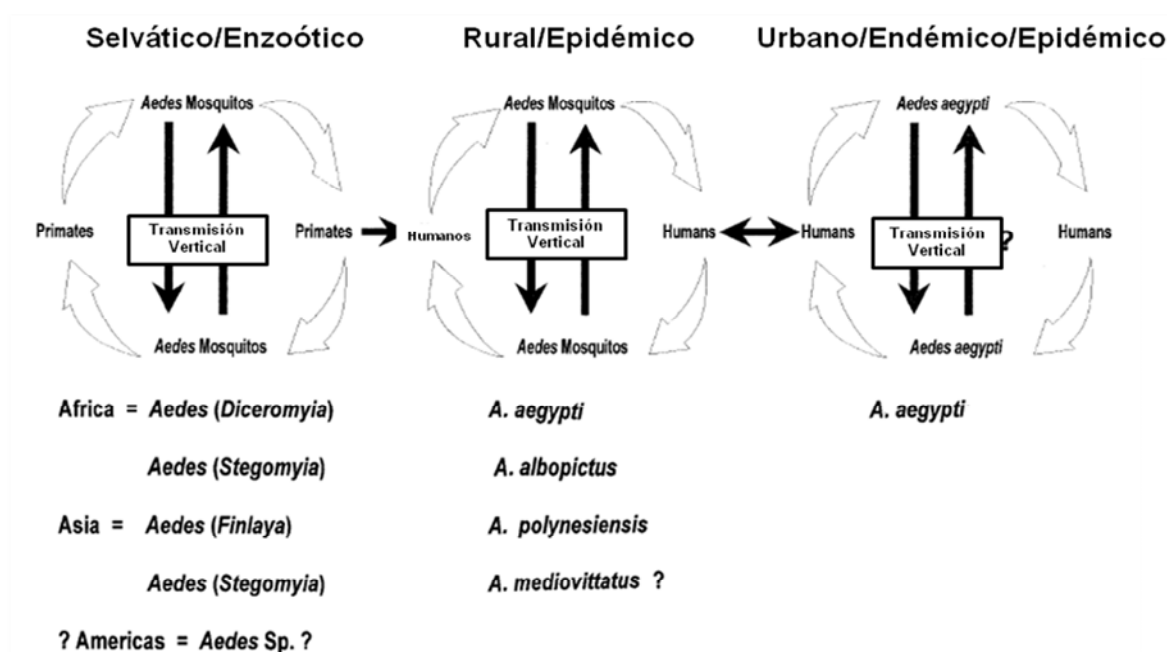 Selvático/Enzoótico
Rural/Epidémico
Urbano/Endémico/Epidémico
Aedes Mosquitos
Aedes Mosquitos
Aedes aegypti
Primates
Transmisión
Vertical
Primates
Humanos
Transmisión
Vertical
Humans
Humans
Transmisión
Vertical
?
Humans
Aedes Mosquitos
Aedes Mosquitos
Aedes aegypti
Africa = Aedes (Diceromyia)
Aedes (Stegomyia)
Asia = Aedes (Finlaya)
Aedes (Stegomyia)
? Americas = Aedes Sp. ?
A. aegypti
A. albopictus
A. polynesiensis
A. mediovittatus ?
A. aegypti